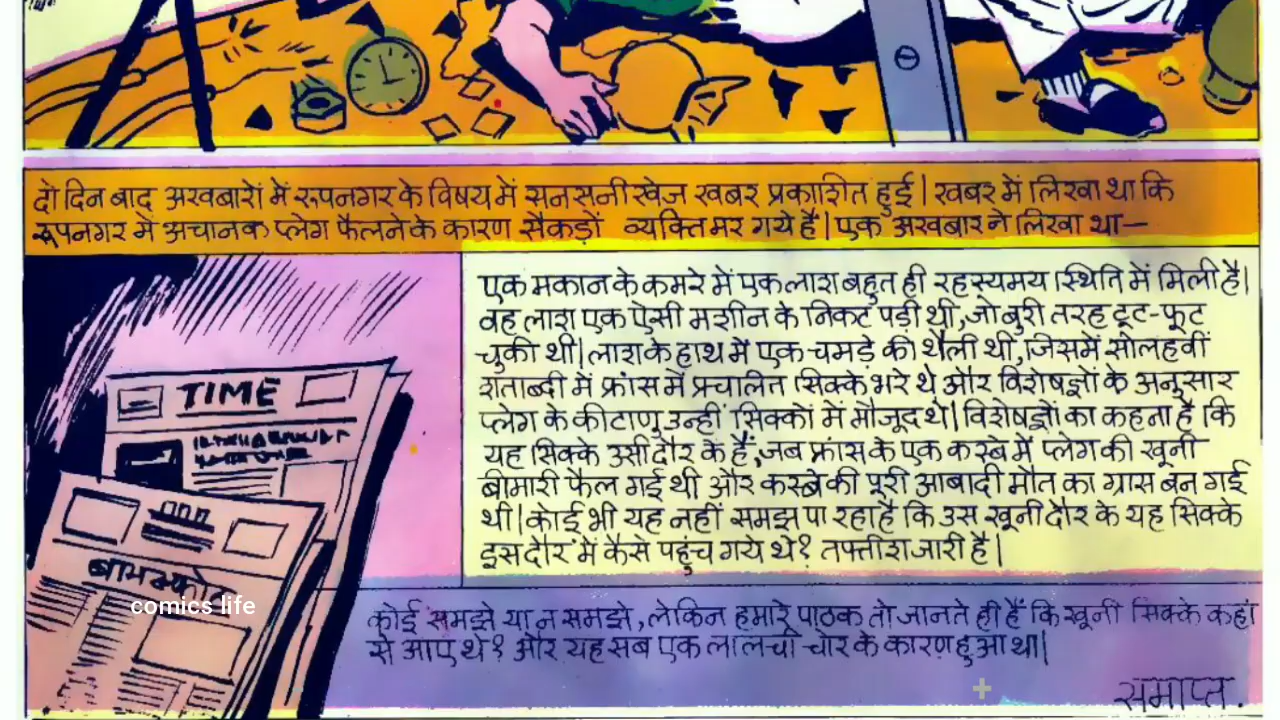 दो दिन बाद अखबारों में रूपनगर के विषय में सनसनीखेज खबर प्रकाशित हुई। खबर में लिखा था कि
रूपनगर में अचानक प्लेग फैलने के कारण सैकड़ों व्यक्ति मर गये हैं। एक अखबार ने लिखा था—
एक मकान के कमरे में एक लाश बहुत ही रहस्यमय स्थिति में मिली है।
वह लाश एक ऐसी मशीन के निकट पड़ी थी, जो बुरी तरह टूट-फूट
चुकी थी। लाश के हाथ में एक चमड़े की थैली थी, जिसमें सोलहवीं
शताब्दी में फ्रांस में प्रचालित सिक्के भरे थे और विशेषज्ञों के अनुसार
प्लेग के कीटाणु उन्हीं सिक्कों में मौजूद थे। विशेषज्ञों का कहना है कि
यह सिक्के उसी दौर के हैं, जब फ्रांस के एक कस्बे में प्लेग की खूनी
बीमारी फैल गई थी और कस्बे की पूरी आबादी मौत का ग्रास बन गई
थी। कोई भी यह नहीं समझ पा रहा है कि उस खूनी दौर के यह सिक्के
इस दौर में कैसे पहुंच गये थे? तफ्तीश जारी है।
TIME
comics life
कोई समझे या न समझे, लेकिन हमारे पाठक तो जानते ही हैं कि खूनी सिक्के कहां
से आए थे? और यह सब एक लालची चोर के कारण हुआ था।
समाप्त.